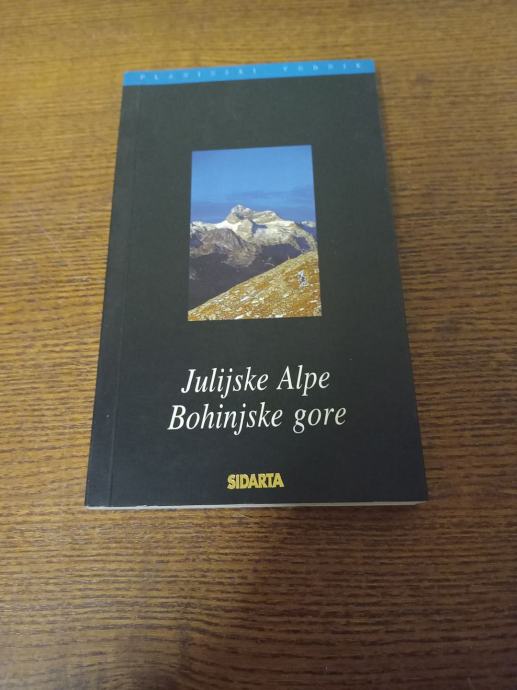 PLANINSKI VODNIK
Julijske Alpe
Bohinjske gore
SIDARTA